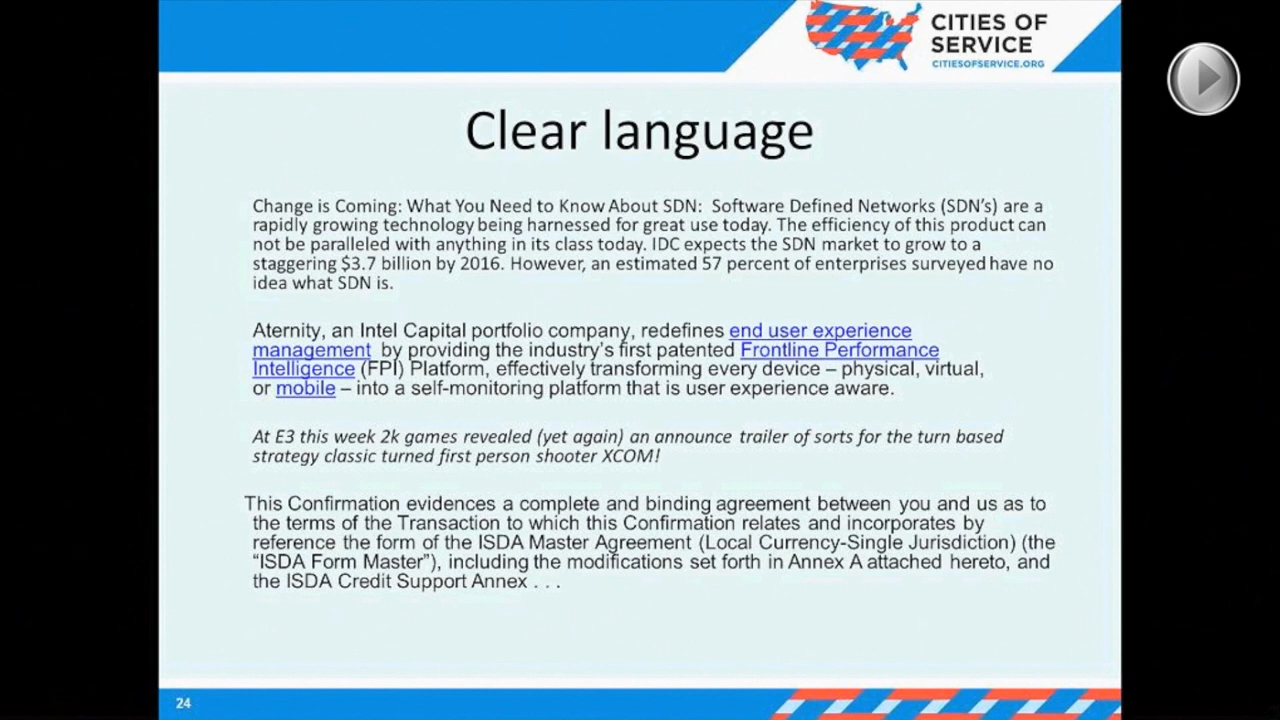 CITIES OF
SERVICE
CITIESOFSERVICE.ORG
Clear language
Change is Coming: What You Need to Know About SDN:  Software Defined Networks (SDN’s) are a
rapidly growing technology being harnessed for great use today. The efficiency of this product can
not be paralleled with anything in its class today. IDC expects the SDN market to grow to a
staggering $3.7 billion by 2016. However, an estimated 57 percent of enterprises surveyed have no
idea what SDN is.
Aternity, an Intel Capital portfolio company, redefines end user experience
management  by providing the industry’s first patented Frontline Performance
Intelligence (FPI) Platform, effectively transforming every device – physical, virtual,
or mobile – into a self-monitoring platform that is user experience aware.
At E3 this week 2k games revealed (yet again) an announce trailer of sorts for the turn based
strategy classic turned first person shooter XCOM!
This Confirmation evidences a complete and binding agreement between you and us as to
the terms of the Transaction to which this Confirmation relates and incorporates by
reference the form of the ISDA Master Agreement (Local Currency-Single Jurisdiction) (the
“ISDA Form Master”), including the modifications set forth in Annex A attached hereto, and
the ISDA Credit Support Annex . . .
24